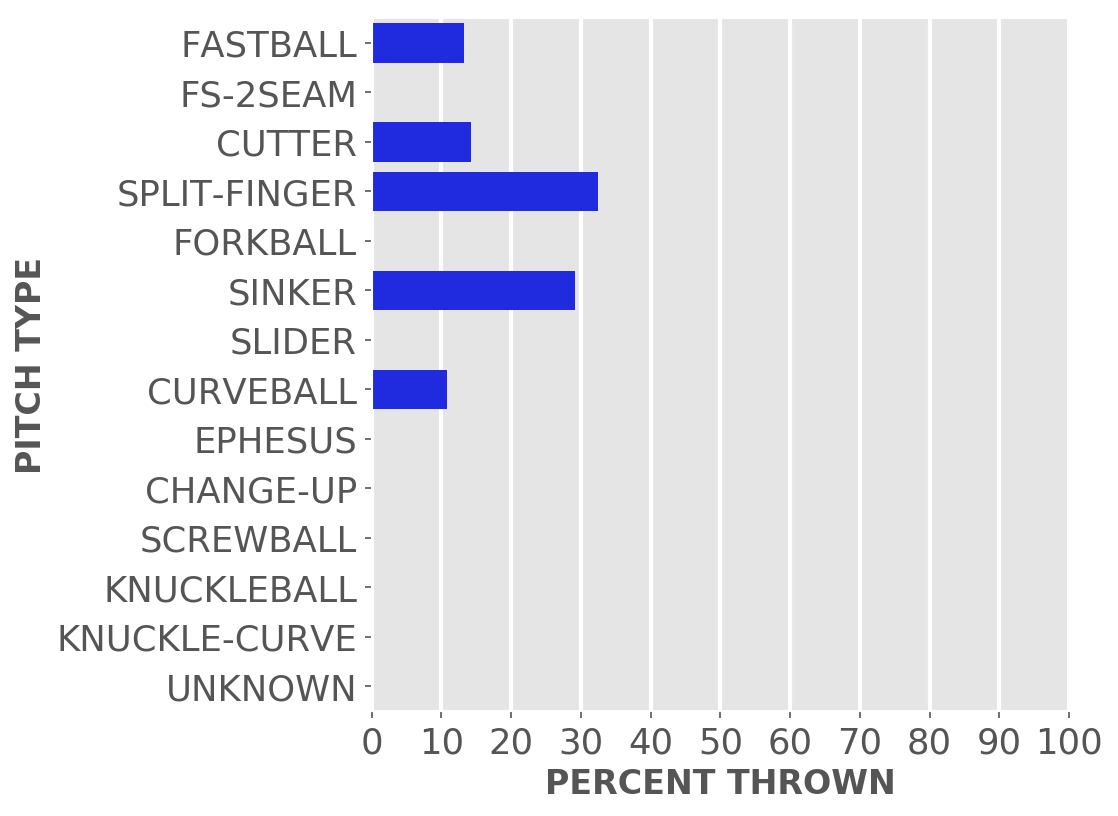 FASTBALL
FS-2SEAM
CUTTER
SPLIT-FINGER
FORKBALL
SINKER
SLIDER
CURVEBALL
EPHESUS
CHANGE-UP
SCREWBALL
KNUCKLEBALL
KNUCKLE-CURVE
UNKNOWN
PITCH TYPE
0 10 20 30 40 50 60 70 80 90 100
PERCENT THROWN